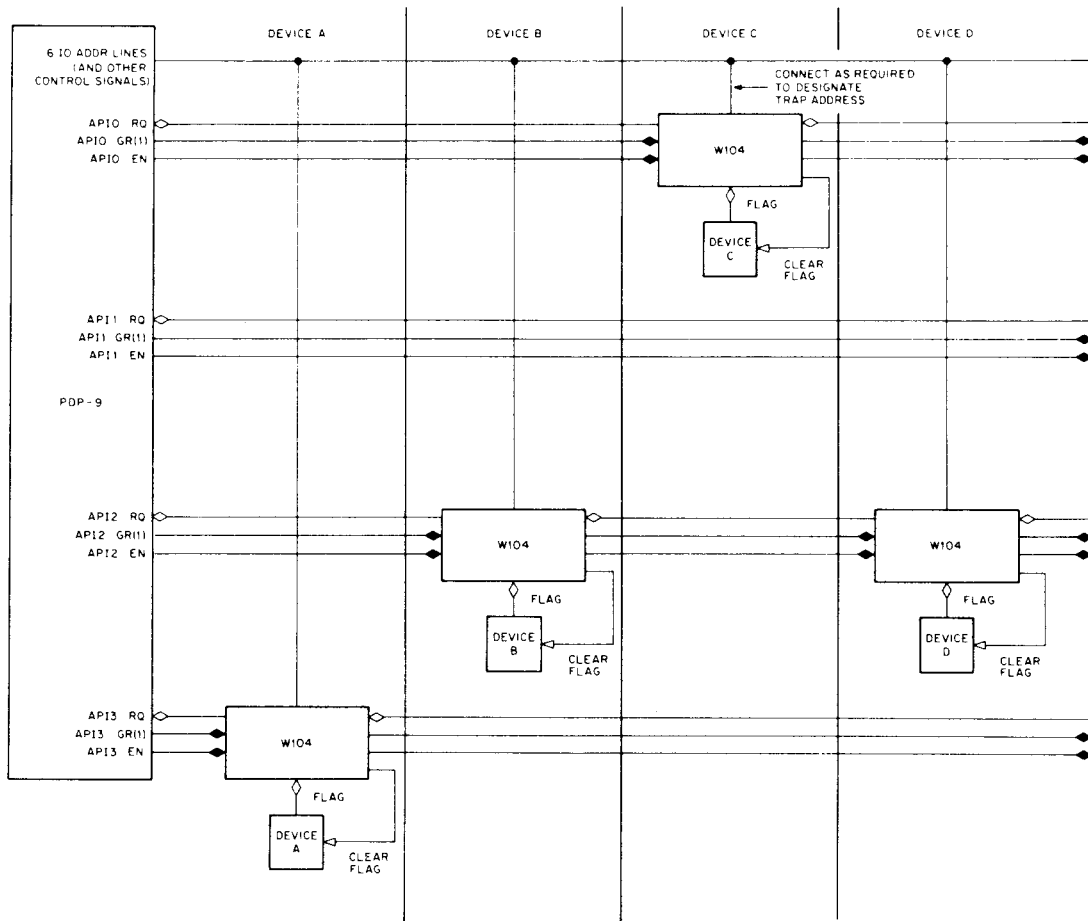 DEVICE A
DEVICE B
DEVICE C
DEVICE D
6 IO ADDR LINES
(AND OTHER
CONTROL SIGNALS)
CONNECT AS REQUIRED
TO DESIGNATE
TRAP ADDRESS
API0 RQ
API0 GR(1)
API0 EN
W104
FLAG
DEVICE
C
CLEAR
FLAG
API1 RQ
API1 GR(1)
API1 EN
PDP-9
API2 RQ
API2 GR(1)
API2 EN
W104
W104
FLAG
FLAG
DEVICE
B
CLEAR
FLAG
DEVICE
D
CLEAR
FLAG
API3 RQ
API3 GR(1)
API3 EN
W104
FLAG
DEVICE
A
CLEAR
FLAG